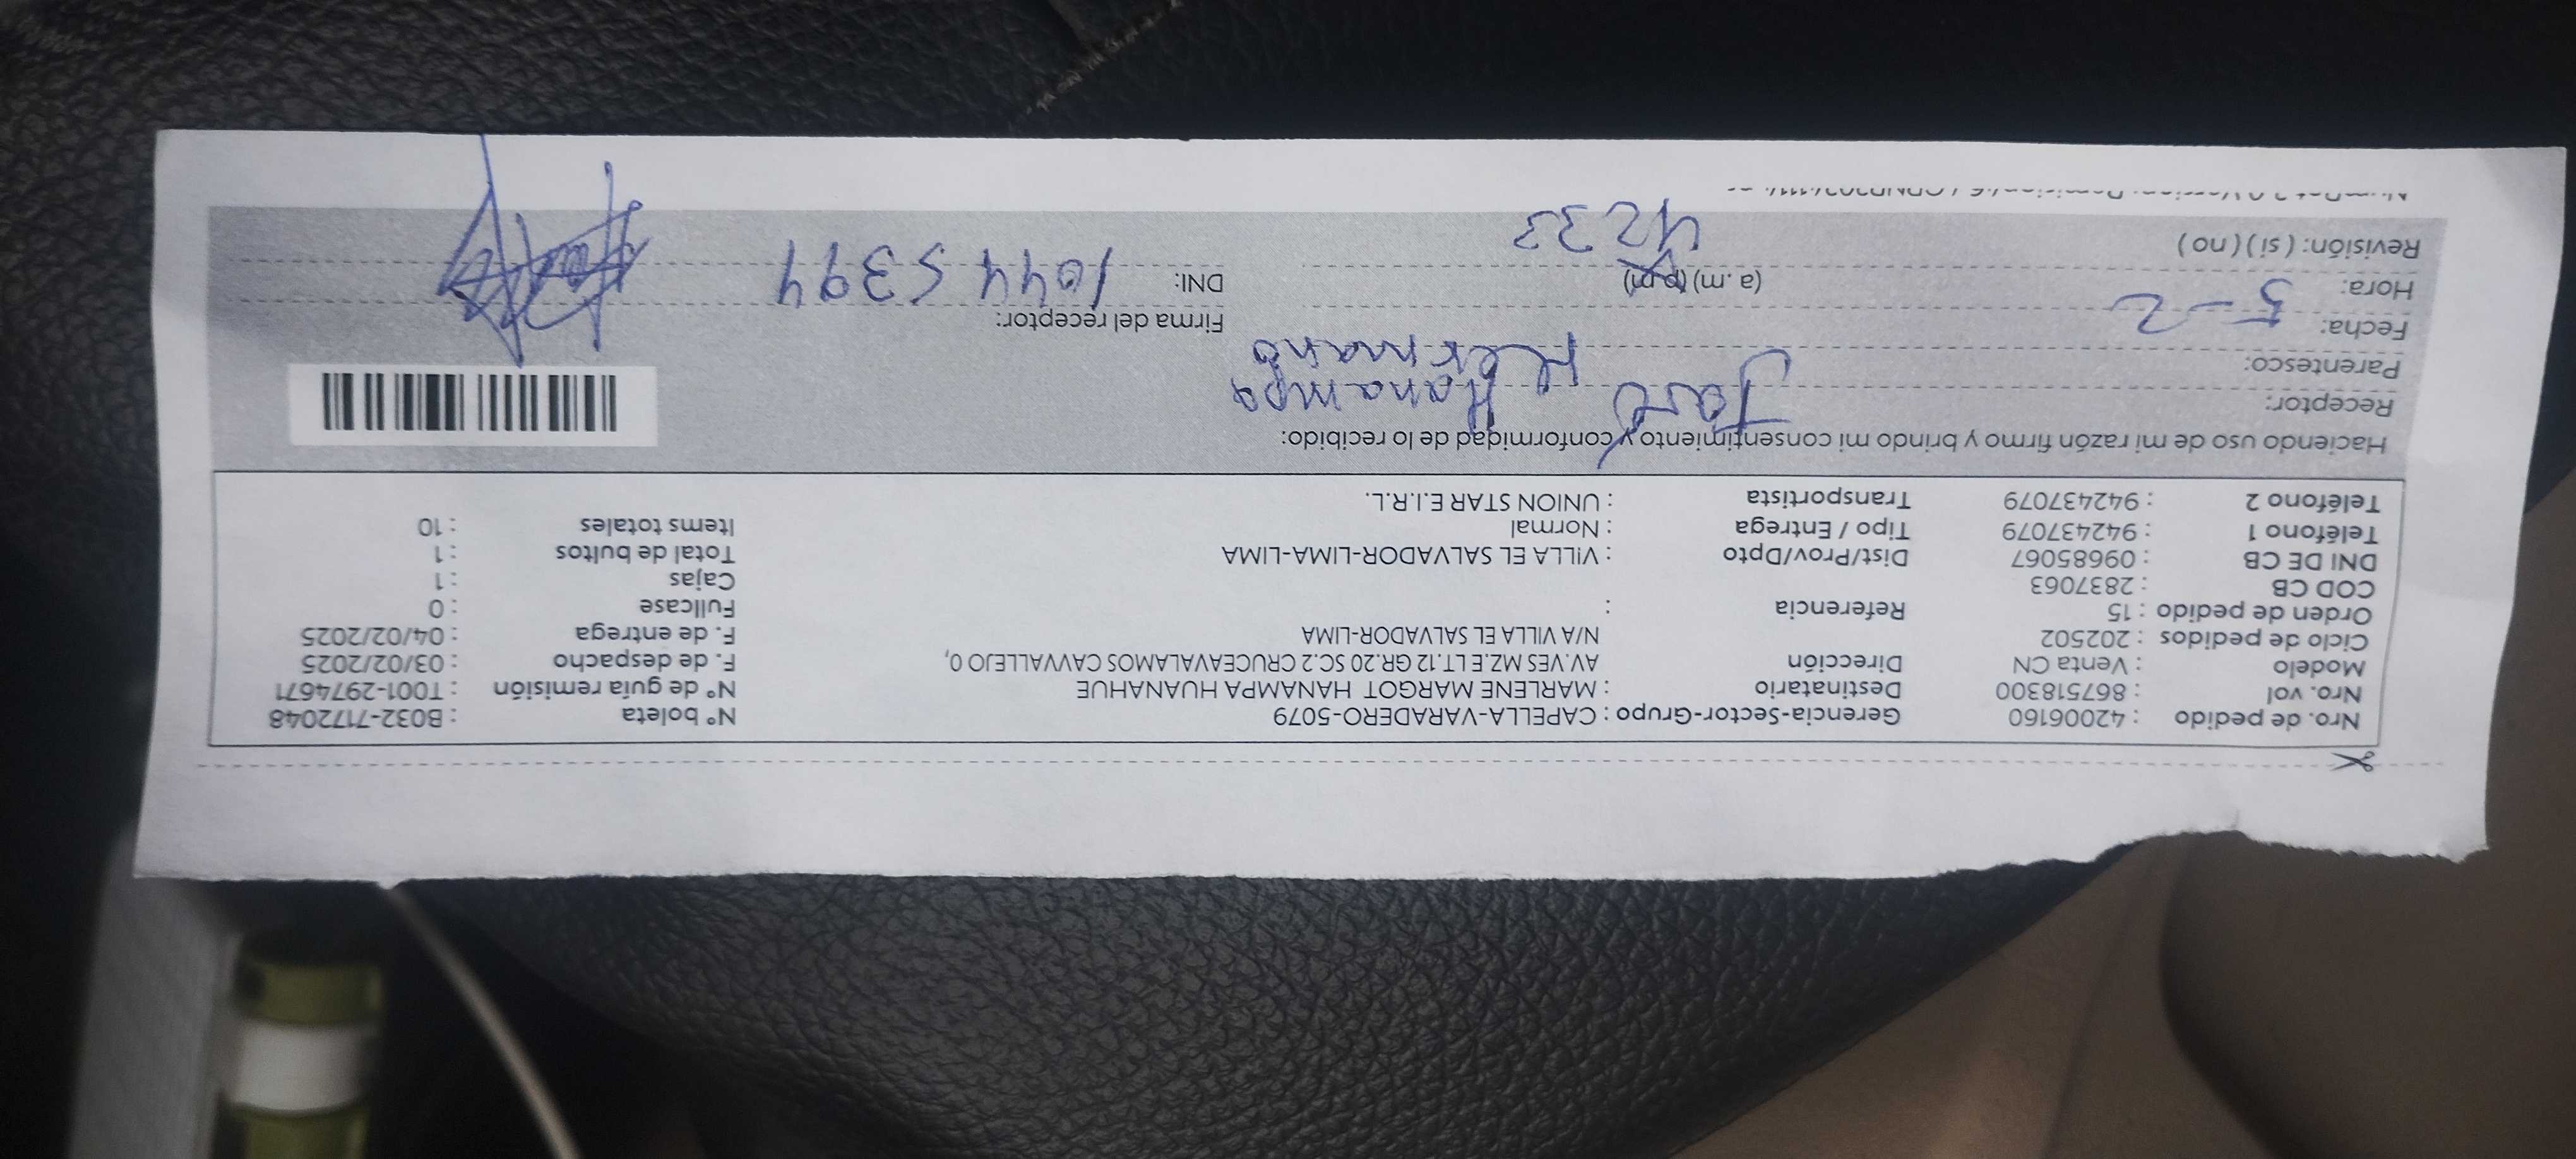 Nro. de pedido : 42006160 Gerencia-Sector-Grupo : CAPELLA-VARADERO-5079 N° boleta : B032-7172048
Nro. vol : 867518300 Destinatario : MARLENE MARGOT HANAMPA HUANAHUE N° de guía remisión : T001-2974671
Modelo : Venta CN Dirección AV.VES MZ.E LT.12 GR.20 SC.2 CRUCEAVALAMOS CAVVALLEJO 0, F. de despacho : 03/02/2025
Ciclo de pedidos : 202502 N/A VILLA EL SALVADOR-LIMA F. de entrega : 04/02/2025
Orden de pedido : 15 Referencia : Fullcase : 0
COD CB : 2837063 Cajas : 1
DNI DE CB : 09685067 Dist/Prov/Dpto : VILLA EL SALVADOR-LIMA-LIMA Total de bultos : 1
Teléfono 1 : 942437079 Tipo / Entrega : Normal Items totales : 10
Teléfono 2 : 942437079 Transportista : UNION STAR E.I.R.L.
Haciendo uso de mi razón firmo y brindo mi consentimiento y conformidad de lo recibido:
Receptor: José Hanampa
Parentesco: Hermano
Fecha: 5-2 Firma del receptor:
Hora: (a.m) (p.m) DNI: 10445394
Revisión: (si) (no) 4233